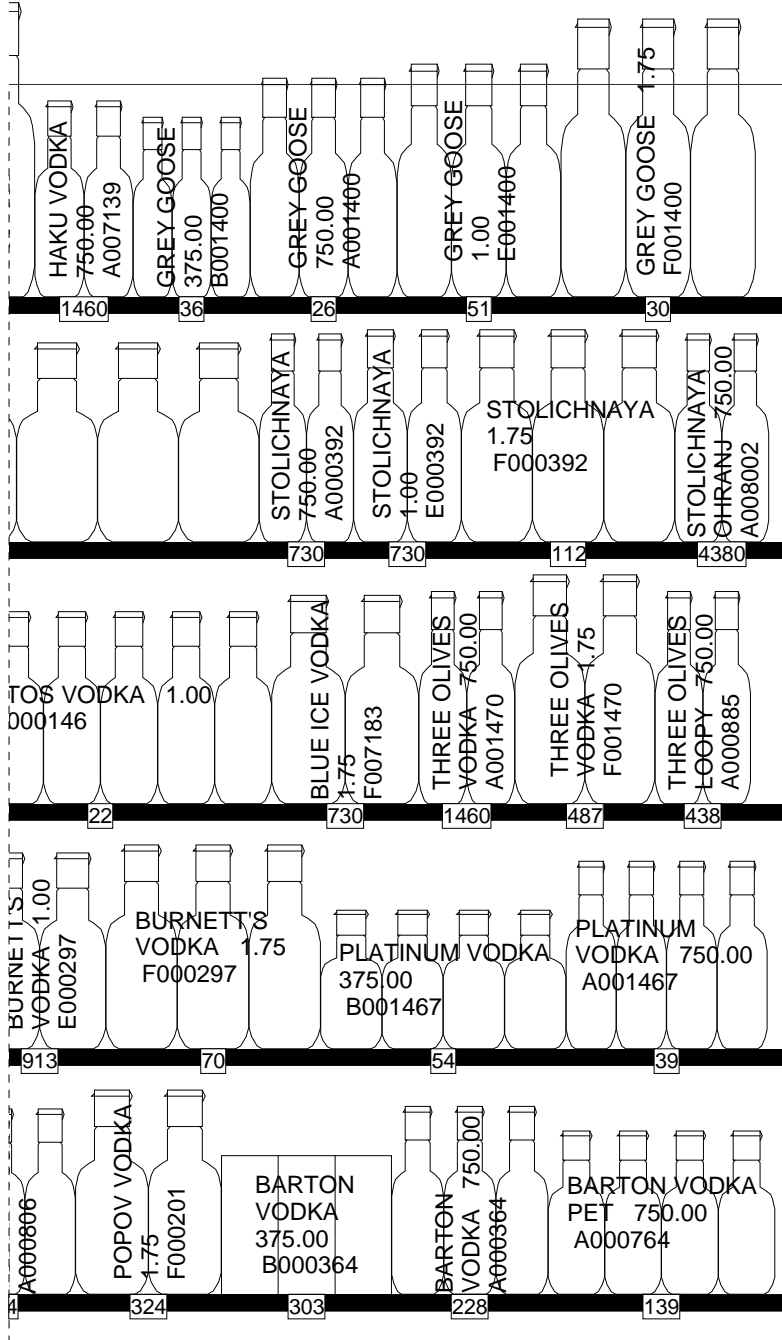 HAKU VODKA
750.00
A007139
GREY GOOSE
375.00
B001400
GREY GOOSE
750.00
A001400
GREY GOOSE
1.00
E001400
GREY GOOSE 1.75
F001400
1460
36
26
51
30
STOLICHNAYA
750.00
A000392
STOLICHNAYA
1.00
E000392
STOLICHNAYA
1.75
F000392
STOLICHNAYA
OHRANJ 750.00
A008002
730
730
112
4380
TOS VODKA 1.00
000146
BLUE ICE VODKA
1.75
F007183
THREE OLIVES
VODKA 750.00
A001470
THREE OLIVES
VODKA 1.75
F001470
THREE OLIVES
LOOPY 750.00
A000885
22
730
1460
487
438
BURNETT'S
VODKA 1.00
E000297
BURNETT'S
VODKA 1.75
F000297
PLATINUM VODKA
375.00
B001467
PLATINUM
VODKA 750.00
A001467
913
70
54
39
A000806
POPOV VODKA
1.75
F000201
BARTON
VODKA
375.00
B000364
BARTON
VODKA 750.00
A000364
BARTON VODKA
PET 750.00
A000764
4
324
303
228
139